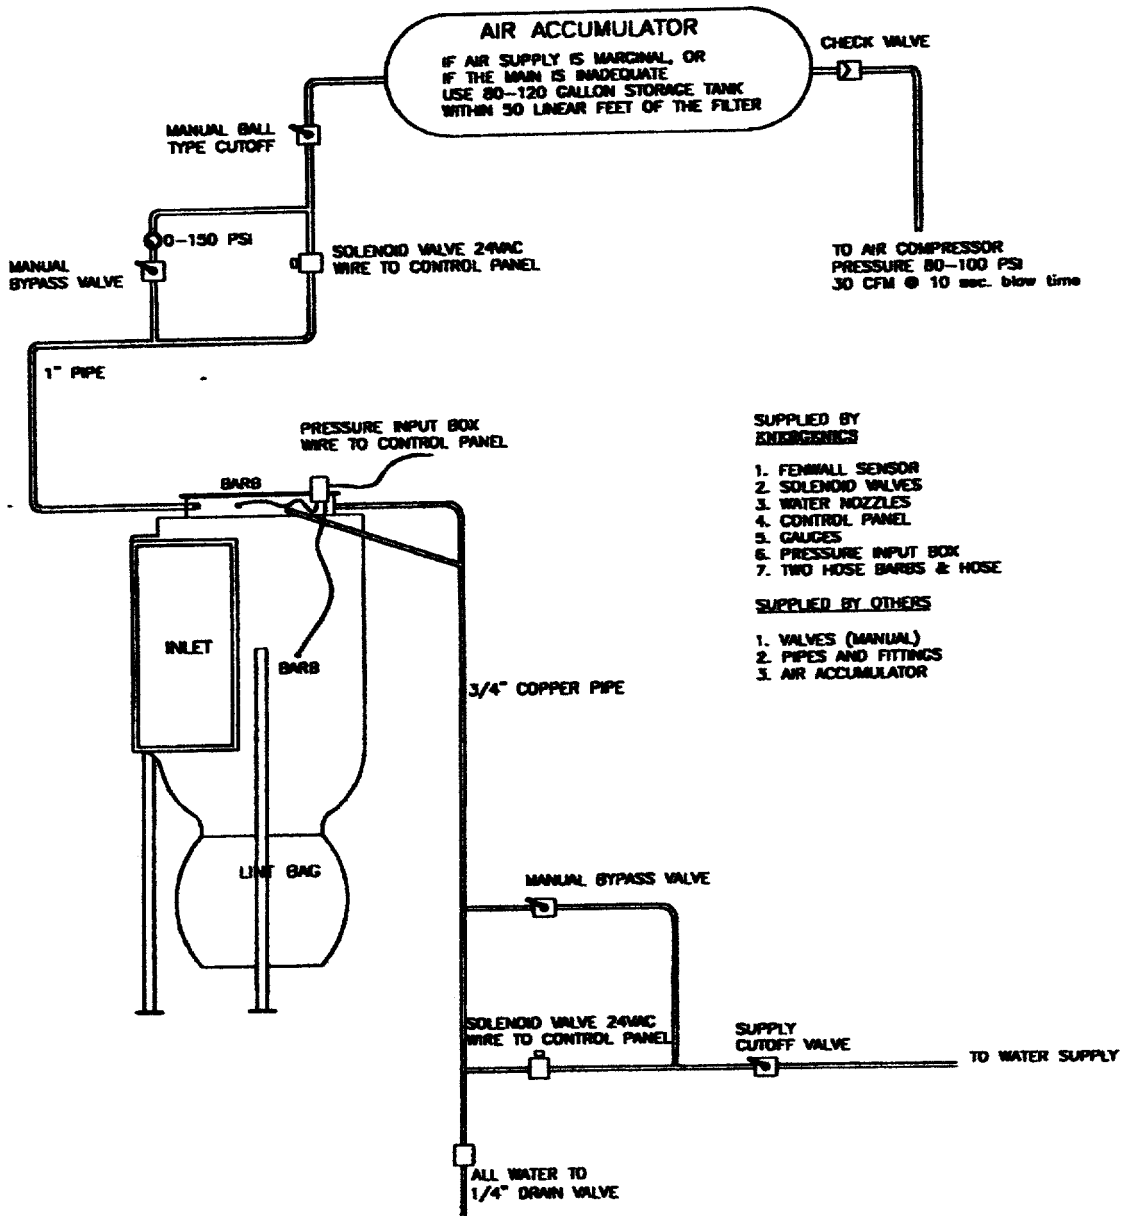 AIR ACCUMULATOR
IF AIR SUPPLY IS MARGINAL, OR
IF THE MAIN IS INADEQUATE
USE 80-120 GALLON STORAGE TANK
WITHIN 50 LINEAR FEET OF THE FILTER
CHECK VALVE
MANUAL BALL
TYPE CUTOFF
0-150 PSI
MANUAL
BYPASS VALVE
SOLENOID VALVE 24VAC
WIRE TO CONTROL PANEL
TO AIR COMPRESSOR
PRESSURE 80-100 PSI
30 CFM @ 10 sec. blow time
1" PIPE
PRESSURE INPUT BOX
WIRE TO CONTROL PANEL
BARB
INLET
BARB
LINT BAG
3/4" COPPER PIPE
SUPPLIED BY
ENERGENICS
1. FENWALL SENSOR
2. SOLENOID VALVES
3. WATER NOZZLES
4. CONTROL PANEL
5. GAUGES
6. PRESSURE INPUT BOX
7. TWO HOSE BARBS & HOSE
SUPPLIED BY OTHERS
1. VALVES (MANUAL)
2. PIPES AND FITTINGS
3. AIR ACCUMULATOR
MANUAL BYPASS VALVE
SOLENOID VALVE 24VAC
WIRE TO CONTROL PANEL
SUPPLY
CUTOFF VALVE
TO WATER SUPPLY
ALL WATER TO
1/4" DRAIN VALVE